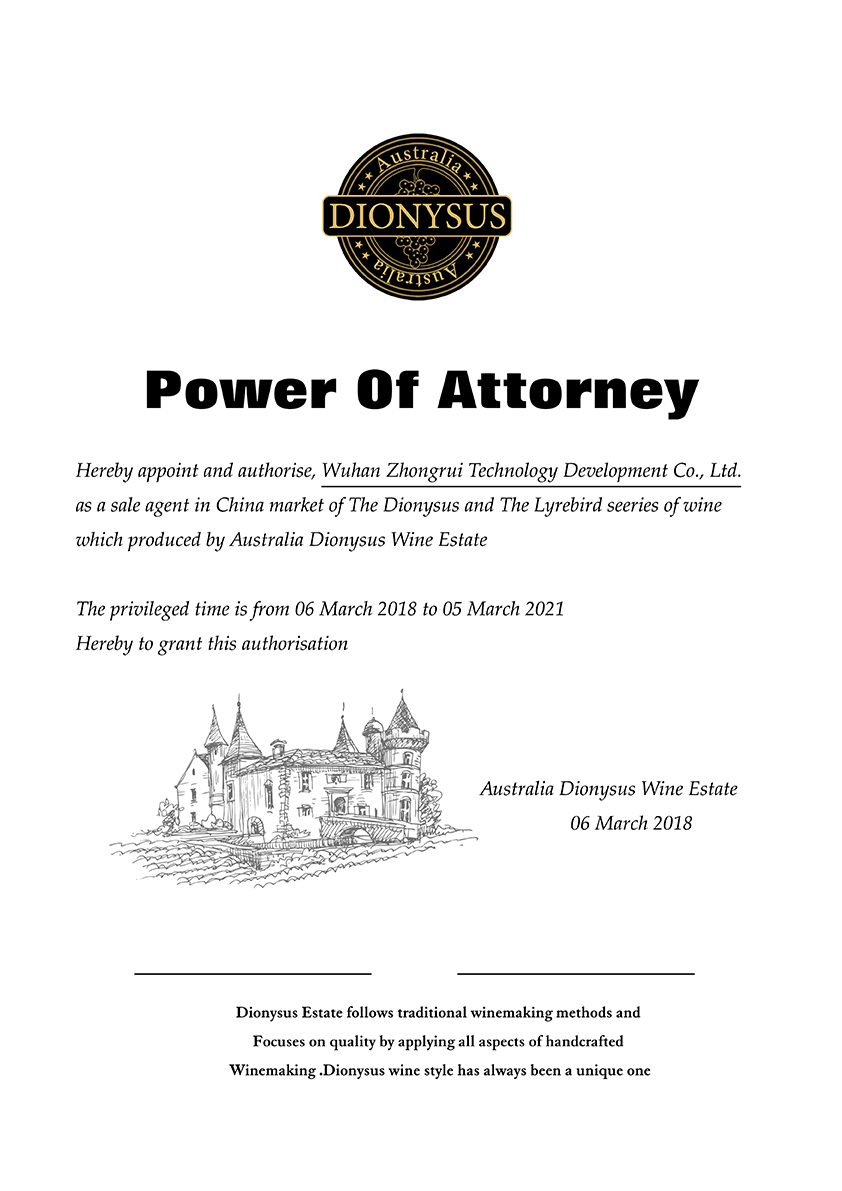 Australia
DIONYSUS
Australia
Power Of Attorney
Hereby appoint and authorise, Wuhan Zhongrui Technology Development Co., Ltd.
as a sale agent in China market of The Dionysus and The Lyrebird seeries of wine
which produced by Australia Dionysus Wine Estate
The privileged time is from 06 March 2018 to 05 March 2021
Hereby to grant this authorisation
Australia Dionysus Wine Estate
06 March 2018
Dionysus Estate follows traditional winemaking methods and
Focuses on quality by applying all aspects of handcrafted
Winemaking .Dionysus wine style has always been a unique one